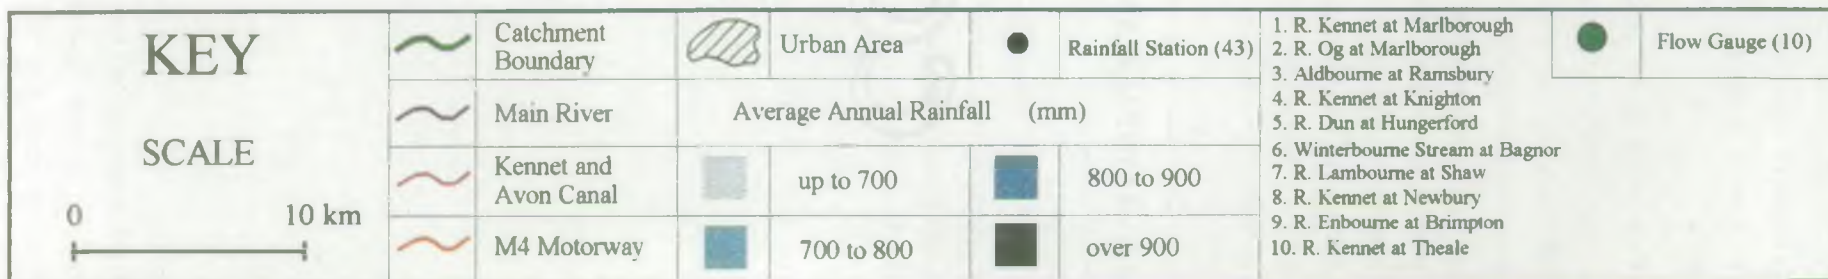 KEY
SCALE
0 10 km
Catchment
Boundary
Main River
Kennet and
Avon Canal
M4 Motorway
Urban Area
Rainfall Station (43)
Average Annual Rainfall (mm)
up to 700
800 to 900
700 to 800
over 900
1. R. Kennet at Marlborough
2. R. Og at Marlborough
3. Aldbourne at Ramsbury
4. R. Kennet at Knighton
5. R. Dun at Hungerford
6. Winterbourne Stream at Bagnor
7. R. Lambourne at Shaw
8. R. Kennet at Newbury
9. R. Enbourne at Brimpton
10. R. Kennet at Theale
Flow Gauge (10)